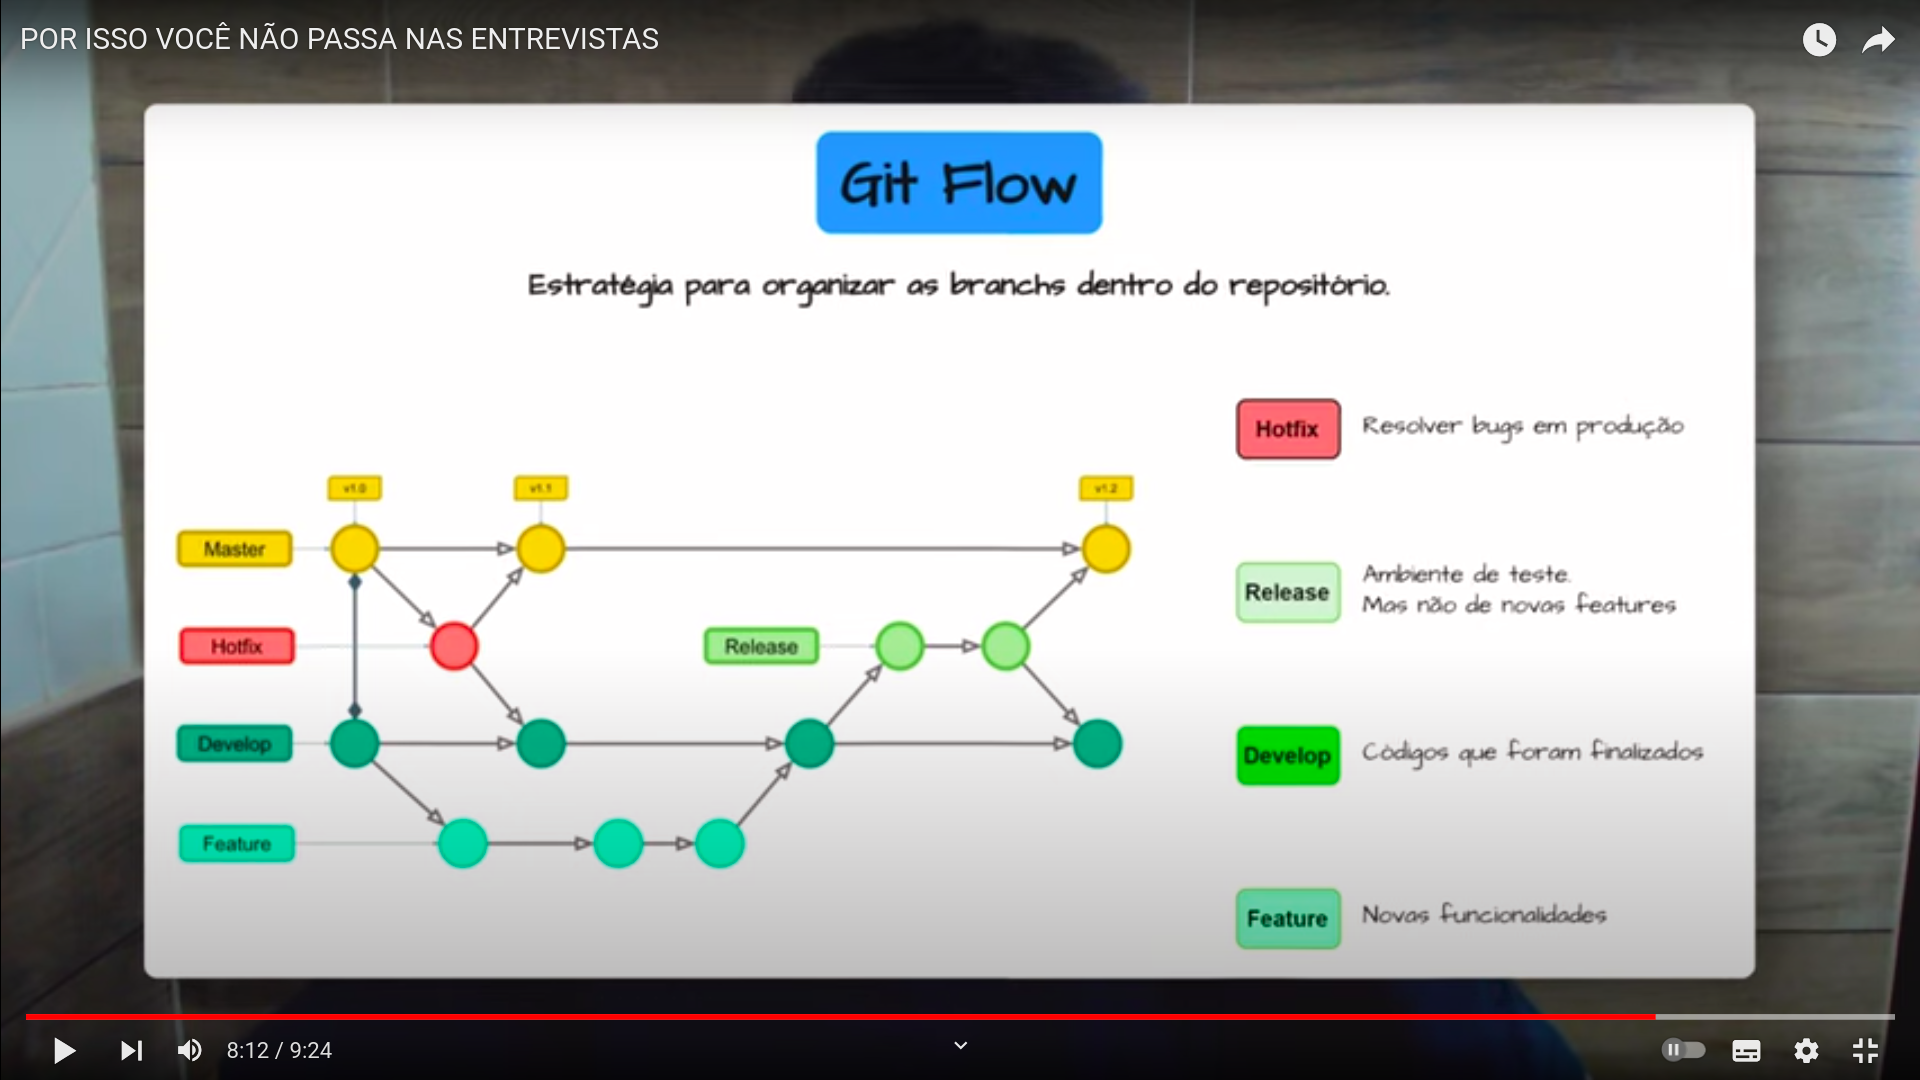 POR ISSO VOCÊ NÃO PASSA NAS ENTREVISTAS
Git Flow
Estratégia para organizar as branchs dentro do repositório.
Hotfix
Resolver bugs em produção
v1.0
v1.1
v1.2
Master
Release
Ambiente de teste.
Mas não de novas features
Hotfix
Release
Develop
Develop
Códigos que foram finalizados
Feature
Feature
Novas funcionalidades
8:12 / 9:24